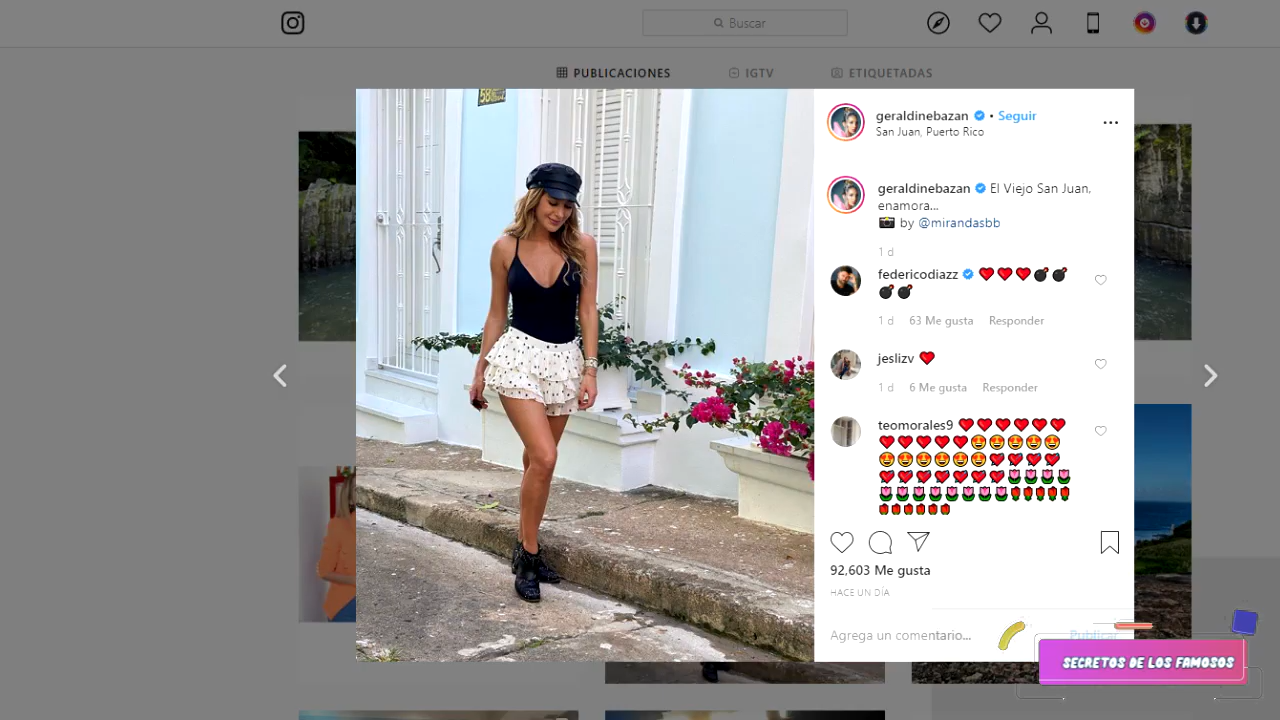 Buscar
PUBLICACIONES
IGTV
ETIQUETADAS
58
geraldinebazan • Seguir
San Juan, Puerto Rico
geraldinebazan El Viejo San Juan,
enamora...
by @mirandasbb
1 d
federicodiazz ❤️❤️❤️💣💣
💣💣
1 d 63 Me gusta Responder
jeslizv ❤️
1 d 6 Me gusta Responder
teomorales9
92,603 Me gusta
HACE UN DÍA
Agrega un comentario...
Publicar
SECRETOS DE LOS FAMOSOS